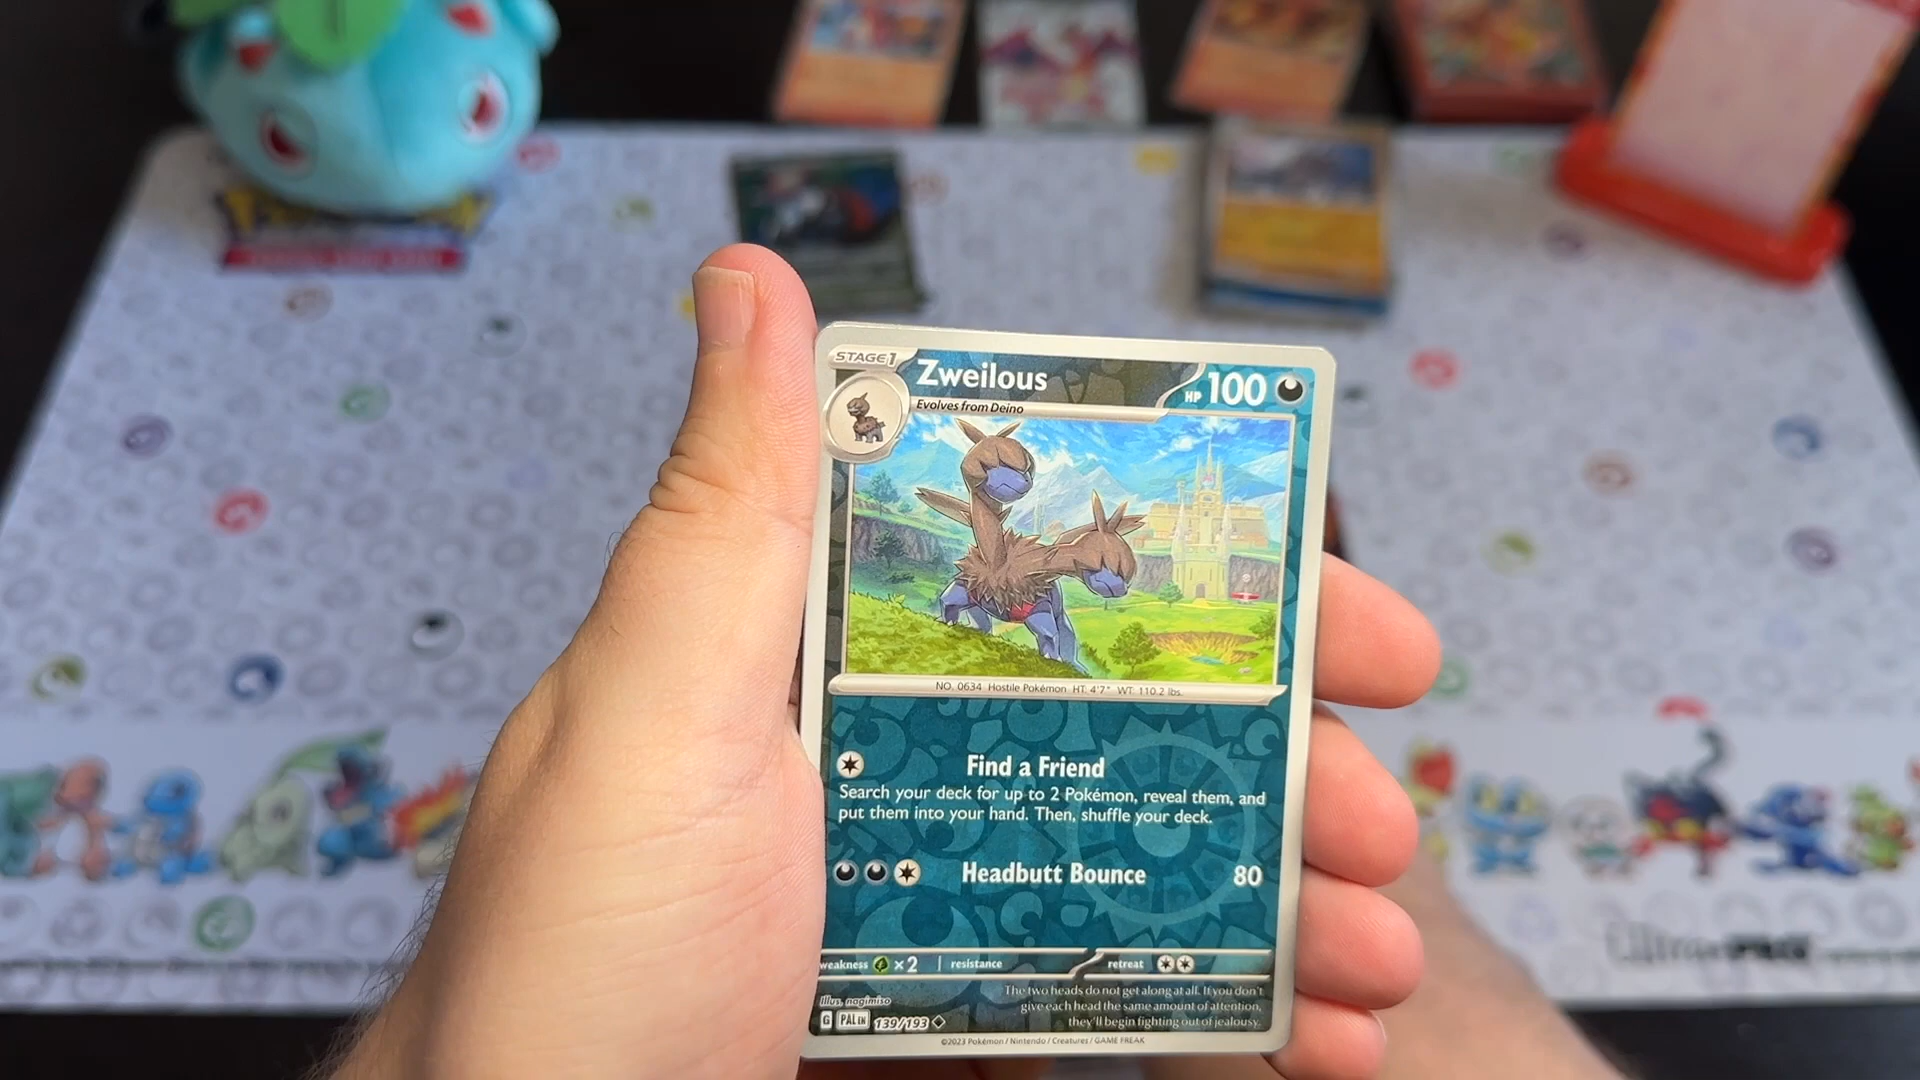 STAGE1
Zweilous
HP 100
Evolves from Deino
NO. 0634 Hostile Pokémon HT: 4'7" WT: 110.2 lbs.
Find a Friend
Search your deck for up to 2 Pokémon, reveal them, and
put them into your hand. Then, shuffle your deck.
Headbutt Bounce 80
weakness ×2 resistance retreat
Illus. nagimiso
The two heads do not get along at all. If you don't
give each head the same amount of attention,
they'll begin fighting out of jealousy.
G PAL EN 139/193
©2023 Pokémon / Nintendo / Creatures / GAME FREAK